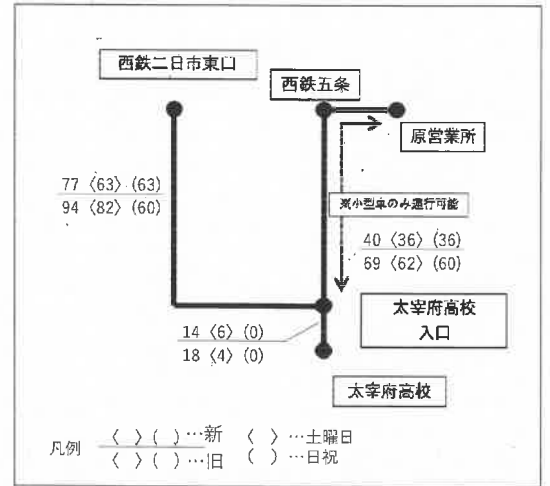 西鉄二日市東口
西鉄五条
原営業所
77 〈63〉 (63)
94 〈82〉 (60)
※小型車のみ運行可能
40 〈36〉 (36)
69 〈62〉 (60)
太宰府高校
入口
14 〈6〉 (0)
18 〈4〉 (0)
太宰府高校
凡例
〈 〉 ( ) …新 〈 〉…土曜日
〈 〉 ( ) …旧 ( ) …日祝